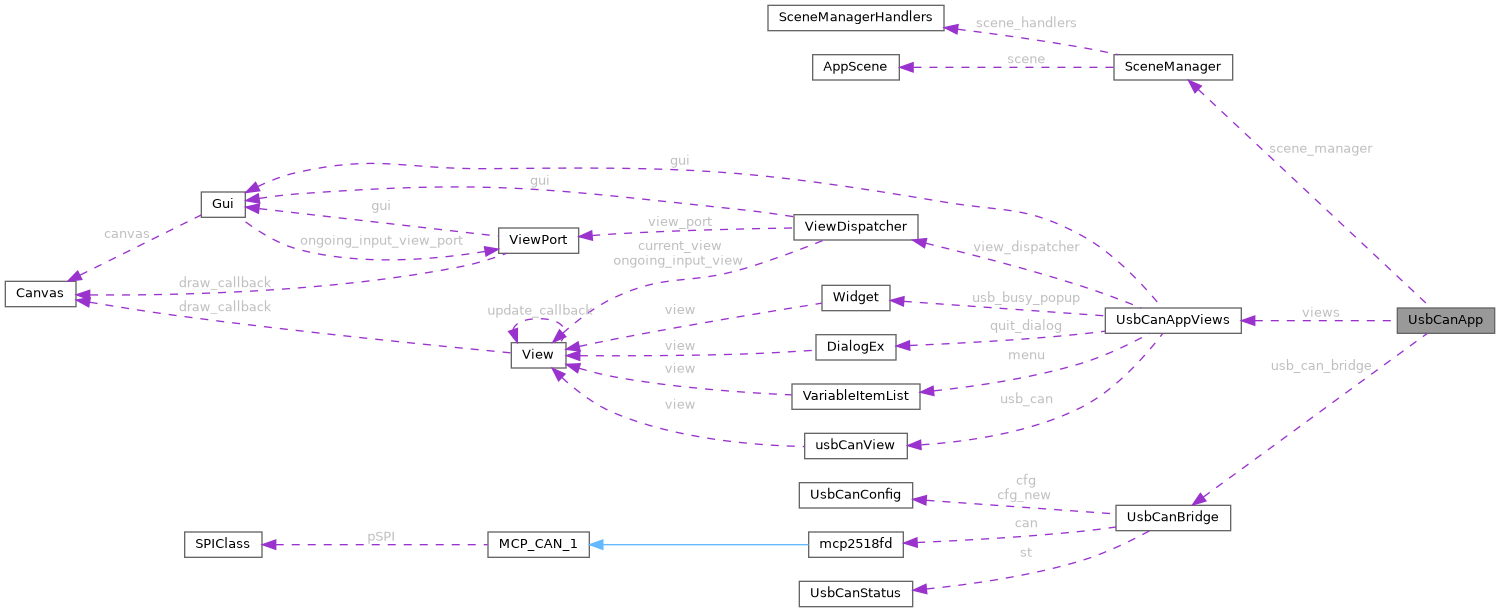 SceneManagerHandlers
scene_handlers
AppScene
scene
SceneManager
scene_manager
gui
gui
Gui
gui
view_port
ViewDispatcher
canvas
ongoing_input_view_port
ViewPort
current_view
ongoing_input_view
view_dispatcher
draw_callback
Canvas
draw_callback
Widget
usb_busy_popup
update_callback
view
UsbCanAppViews
views
UsbCanApp
quit_dialog
View
view
DialogEx
menu
view
VariableItemList
usb_can_bridge
view
usb_can
usbCanView
cfg
cfg_new
UsbCanConfig
UsbCanBridge
can
SPIClass
pSPI
MCP_CAN_1
mcp2518fd
st
UsbCanStatus